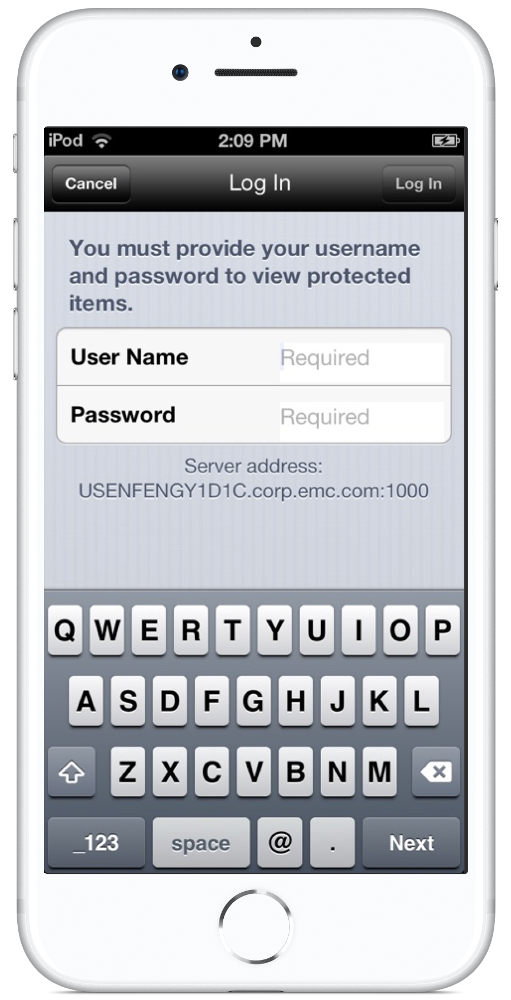 iPod 2:09 PM
Cancel Log In Log In
You must provide your username
and password to view protected
items.
User Name Required
Password Required
Server address:
USENFENGY1D1C.corp.emc.com:1000
Q W E R T Y U I O P
A S D F G H J K L
Z X C V B N M
_123 space @ . Next